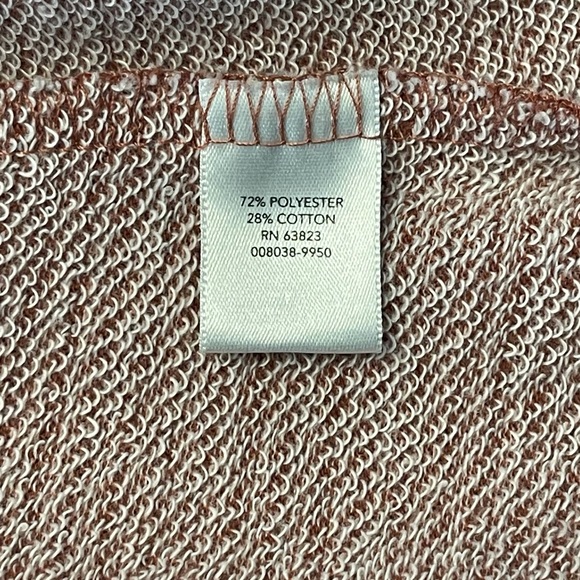 72% POLYESTER
28% COTTON
RN 63823
008038-9950